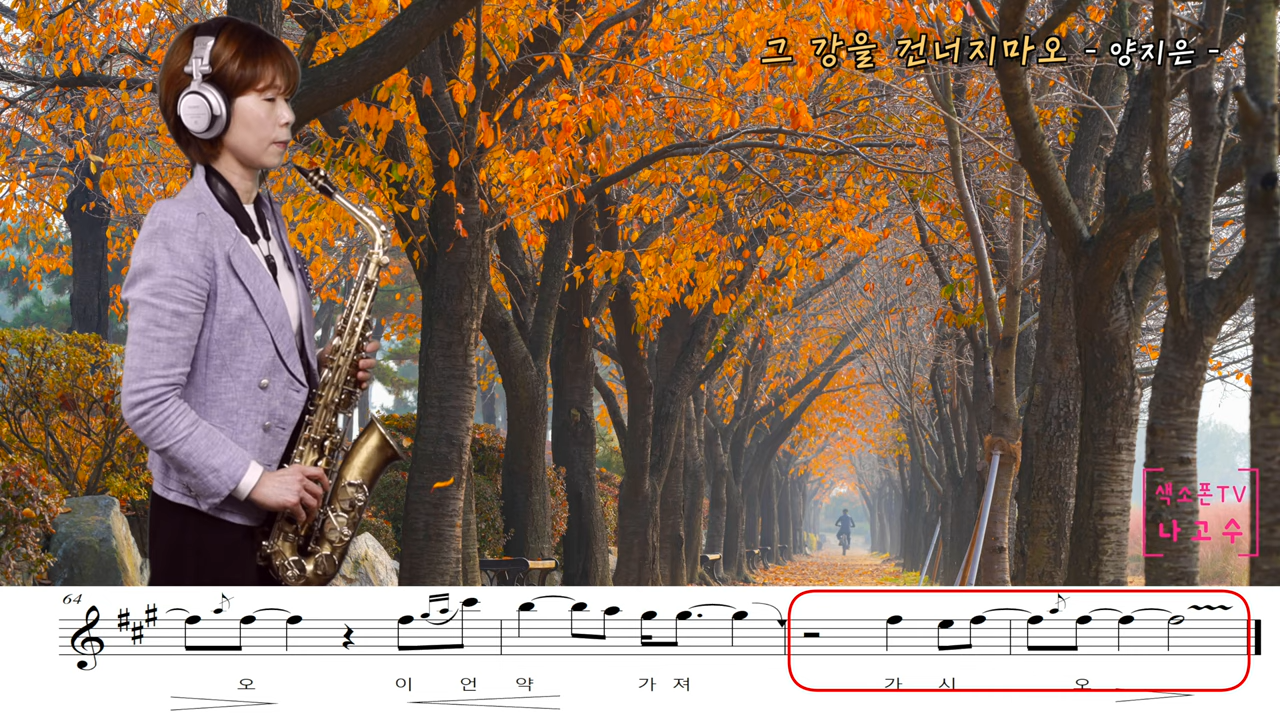 그 강을 건너지마오 - 양지은 -
색소폰TV
나고수
64
오 이 언 약 가 져 가 시 오